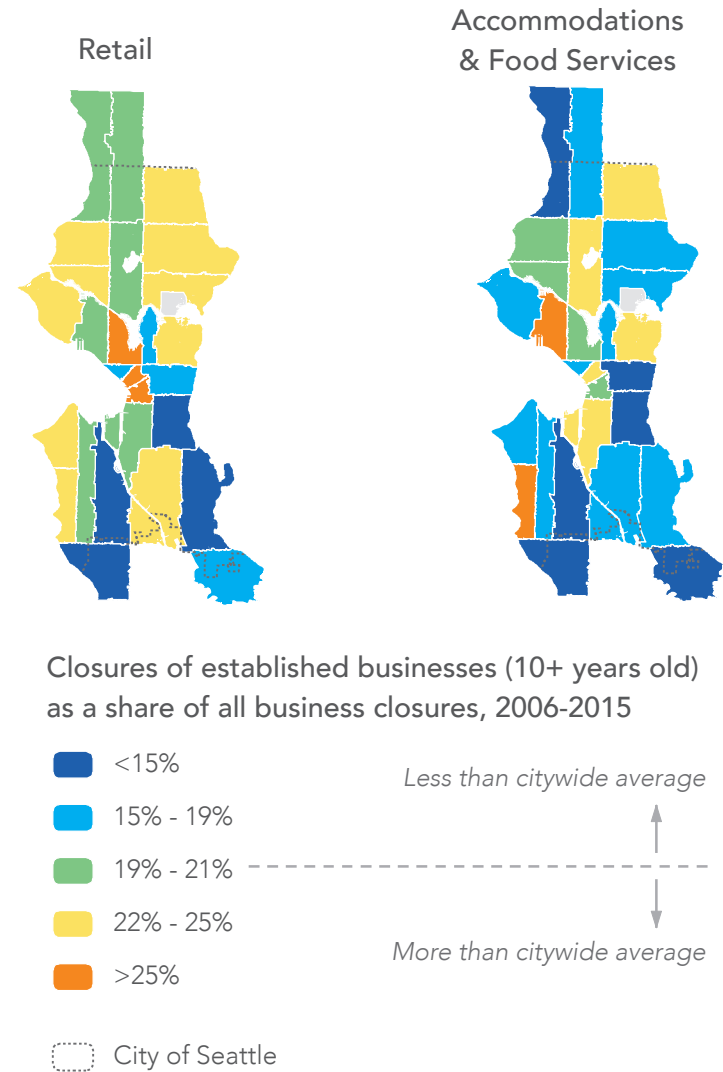 Retail
Accommodations
& Food Services
Closures of established businesses (10+ years old)
as a share of all business closures, 2006-2015
<15%
Less than citywide average
15% - 19%
19% - 21%
22% - 25%
More than citywide average
>25%
City of Seattle